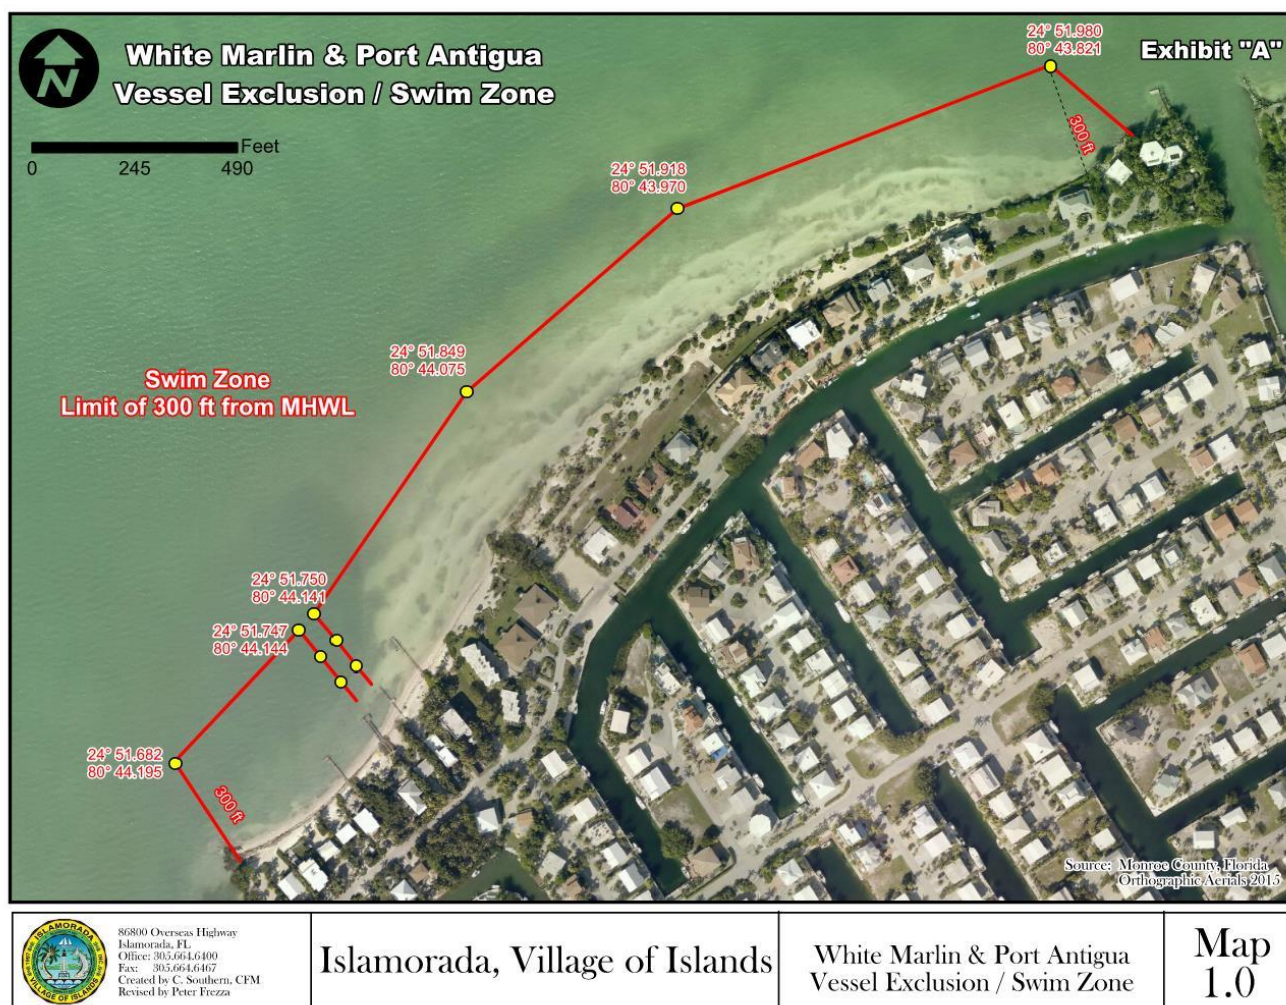 White Marlin & Port Antigua
Vessel Exclusion / Swim Zone
N
Exhibit "A"
Feet
0 245 490
24° 51.980
80° 43.821
300 ft
24° 51.918
80° 43.970
24° 51.849
80° 44.075
Swim Zone
Limit of 300 ft from MHWL
24° 51.750
80° 44.141
24° 51.747
80° 44.144
24° 51.682
80° 44.195
300 ft
Source: Monroe County, Florida
Orthographic Aerials 2015
ISLAMORADA
VILLAGE OF ISLANDS
86800 Overseas Highway
Islamorada, FL
Office: 305.664.6400
Fax: 305.664.6467
Created by C. Southern, CFM
Revised by Peter Frezza
Islamorada, Village of Islands
White Marlin & Port Antigua
Vessel Exclusion / Swim Zone
Map
1.0